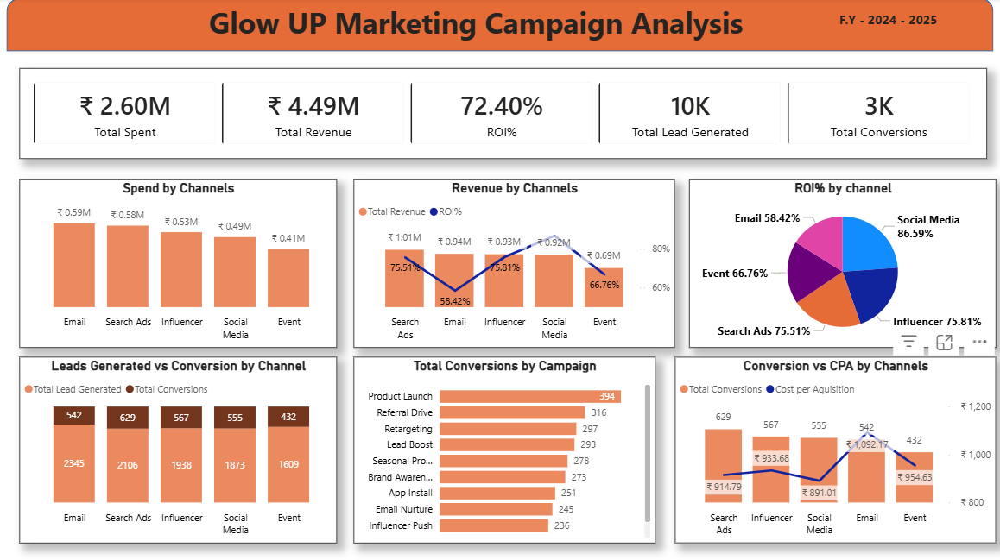 Glow UP Marketing Campaign Analysis
F.Y - 2024 - 2025
₹ 2.60M
Total Spent
₹ 4.49M
Total Revenue
72.40%
ROI%
10K
Total Lead Generated
3K
Total Conversions
Spend by Channels
₹ 0.59M
₹ 0.58M
₹ 0.53M
₹ 0.49M
₹ 0.41M
Email
Search Ads
Influencer
Social
Media
Event
Revenue by Channels
Total Revenue
ROI%
₹ 1.01M
₹ 0.94M
₹ 0.93M
₹ 0.92M
₹ 0.69M
75.51%
58.42%
75.81%
66.76%
80%
60%
Search
Ads
Email
Influencer
Social
Media
Event
ROI% by channel
Email 58.42%
Social Media
86.59%
Event 66.76%
Search Ads 75.51%
Influencer 75.81%
Leads Generated vs Conversion by Channel
Total Lead Generated
Total Conversions
542
629
567
555
432
2345
2106
1938
1873
1609
Email
Search Ads
Influencer
Social
Media
Event
Total Conversions by Campaign
Product Launch 394
Referral Drive 316
Retargeting 297
Lead Boost 293
Seasonal Pro... 278
Brand Awaren... 273
App Install 251
Email Nurture 245
Influencer Push 236
Conversion vs CPA by Channels
Total Conversions
Cost per Aquisition
629
567
555
542
432
₹ 914.79
₹ 933.68
₹ 891.01
₹ 1,092.17
₹ 954.63
₹ 1,200
₹ 1,000
₹ 800
Search
Ads
Influencer
Social
Media
Email
Event